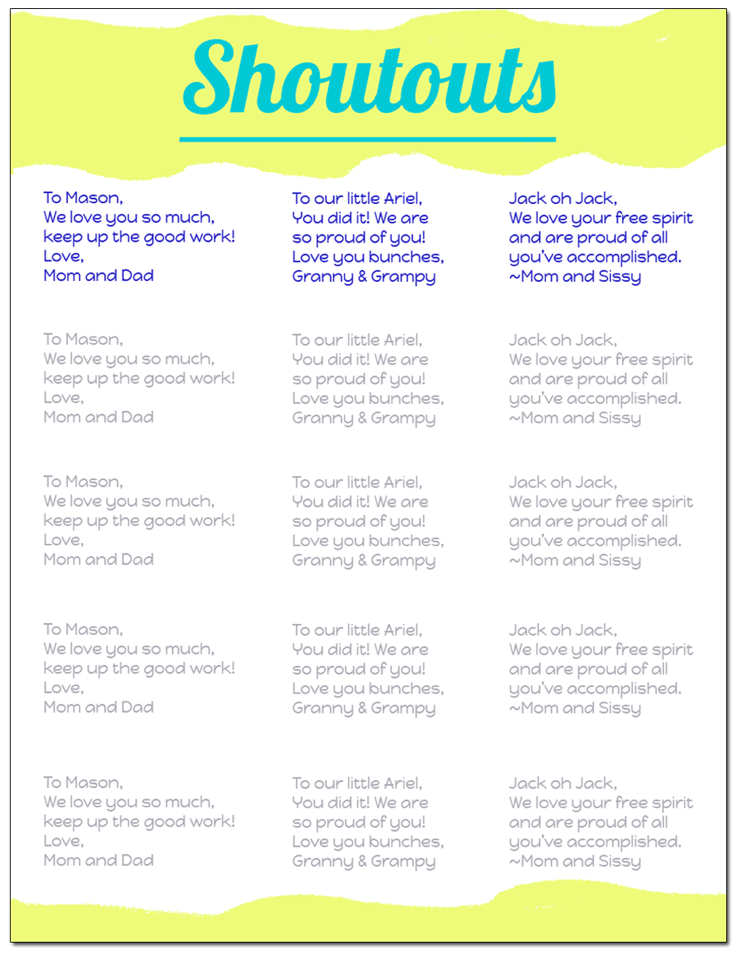 Shoutouts
To Mason,
We love you so much,
keep up the good work!
Love,
Mom and Dad
To our little Ariel,
You did it! We are
so proud of you!
Love you bunches,
Granny & Grampy
Jack oh Jack,
We love your free spirit
and are proud of all
you've accomplished.
~Mom and Sissy
To Mason,
We love you so much,
keep up the good work!
Love,
Mom and Dad
To our little Ariel,
You did it! We are
so proud of you!
Love you bunches,
Granny & Grampy
Jack oh Jack,
We love your free spirit
and are proud of all
you've accomplished.
~Mom and Sissy
To Mason,
We love you so much,
keep up the good work!
Love,
Mom and Dad
To our little Ariel,
You did it! We are
so proud of you!
Love you bunches,
Granny & Grampy
Jack oh Jack,
We love your free spirit
and are proud of all
you've accomplished.
~Mom and Sissy
To Mason,
We love you so much,
keep up the good work!
Love,
Mom and Dad
To our little Ariel,
You did it! We are
so proud of you!
Love you bunches,
Granny & Grampy
Jack oh Jack,
We love your free spirit
and are proud of all
you've accomplished.
~Mom and Sissy
To Mason,
We love you so much,
keep up the good work!
Love,
Mom and Dad
To our little Ariel,
You did it! We are
so proud of you!
Love you bunches,
Granny & Grampy
Jack oh Jack,
We love your free spirit
and are proud of all
you've accomplished.
~Mom and Sissy